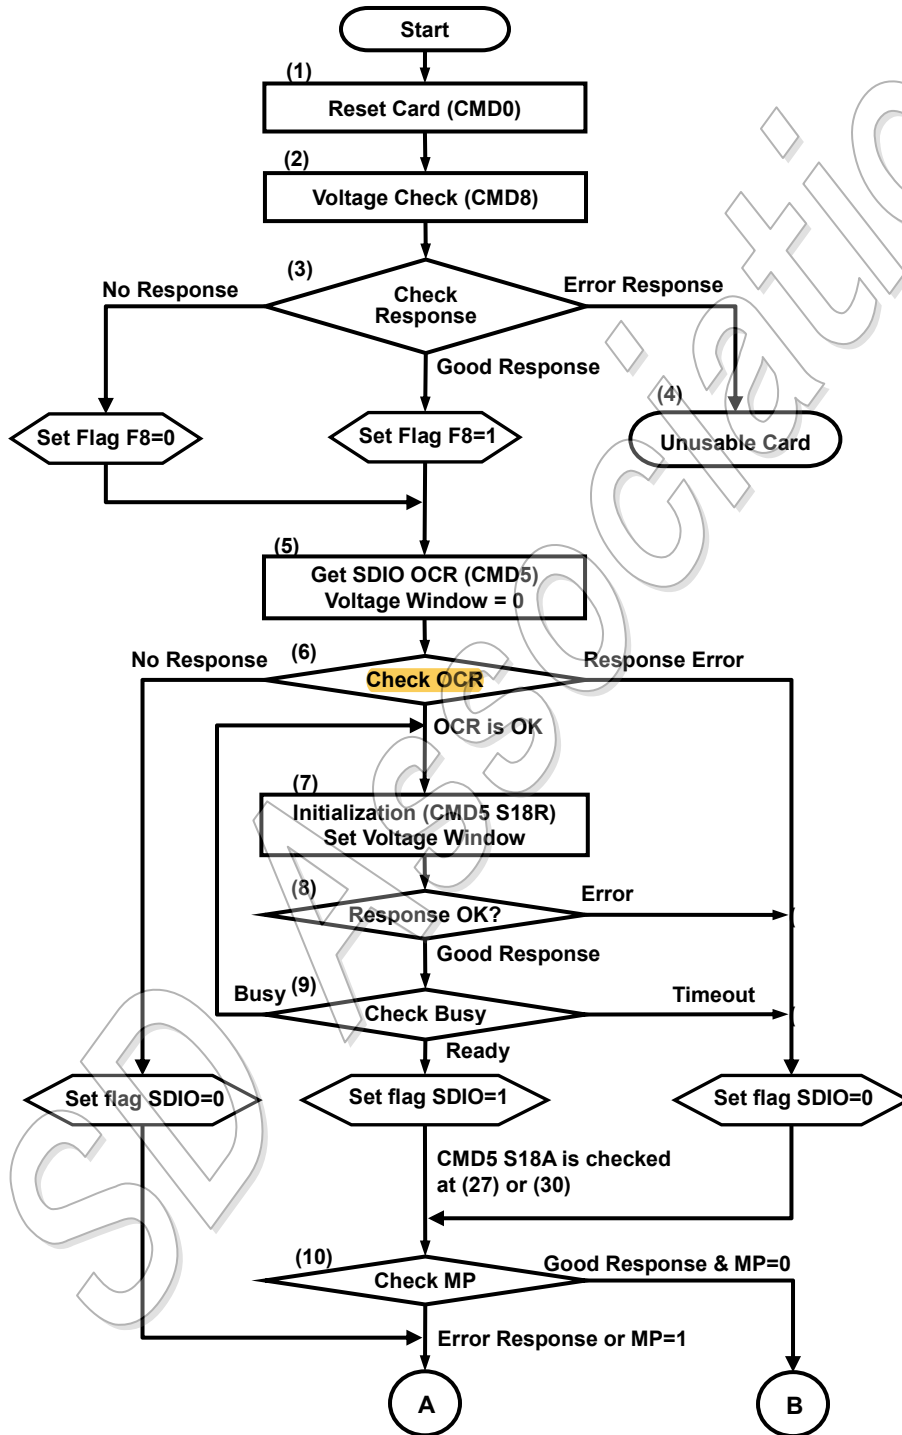 Start
(1)
Reset Card (CMD0)
(2)
Voltage Check (CMD8)
(3)
No Response
Error Response
Check
Response
Good Response
(4)
Set Flag F8=0
Set Flag F8=1
Unusable Card
(5)
Get SDIO OCR (CMD5)
Voltage Window = 0
(6)
No Response
Response Error
Check OCR
OCR is OK
(7)
Initialization (CMD5 S18R)
Set Voltage Window
(8)
Error
Response OK?
Good Response
(9)
Busy
Timeout
Check Busy
Ready
Set flag SDIO=0
Set flag SDIO=1
Set flag SDIO=0
CMD5 S18A is checked
at (27) or (30)
(10)
Good Response & MP=0
Check MP
Error Response or MP=1
A
B
SD Associatio